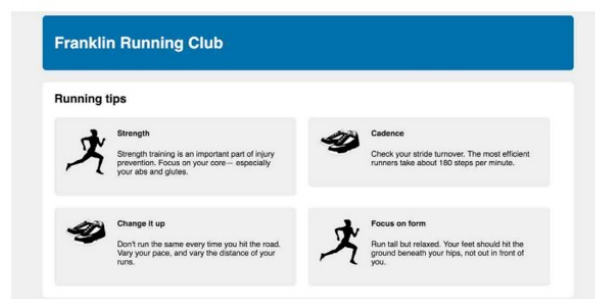 Franklin Running Club
Running tips
Strength
Strength training is an important part of injury
prevention. Focus on your core— especially
your abs and glutes.
Cadence
Check your stride turnover. The most efficient
runners take about 180 steps per minute.
Change it up
Don't run the same every time you hit the road.
Vary your pace, and vary the distance of your
runs.
Focus on form
Run tall but relaxed. Your feet should hit the
ground beneath your hips, not out in front of
you.